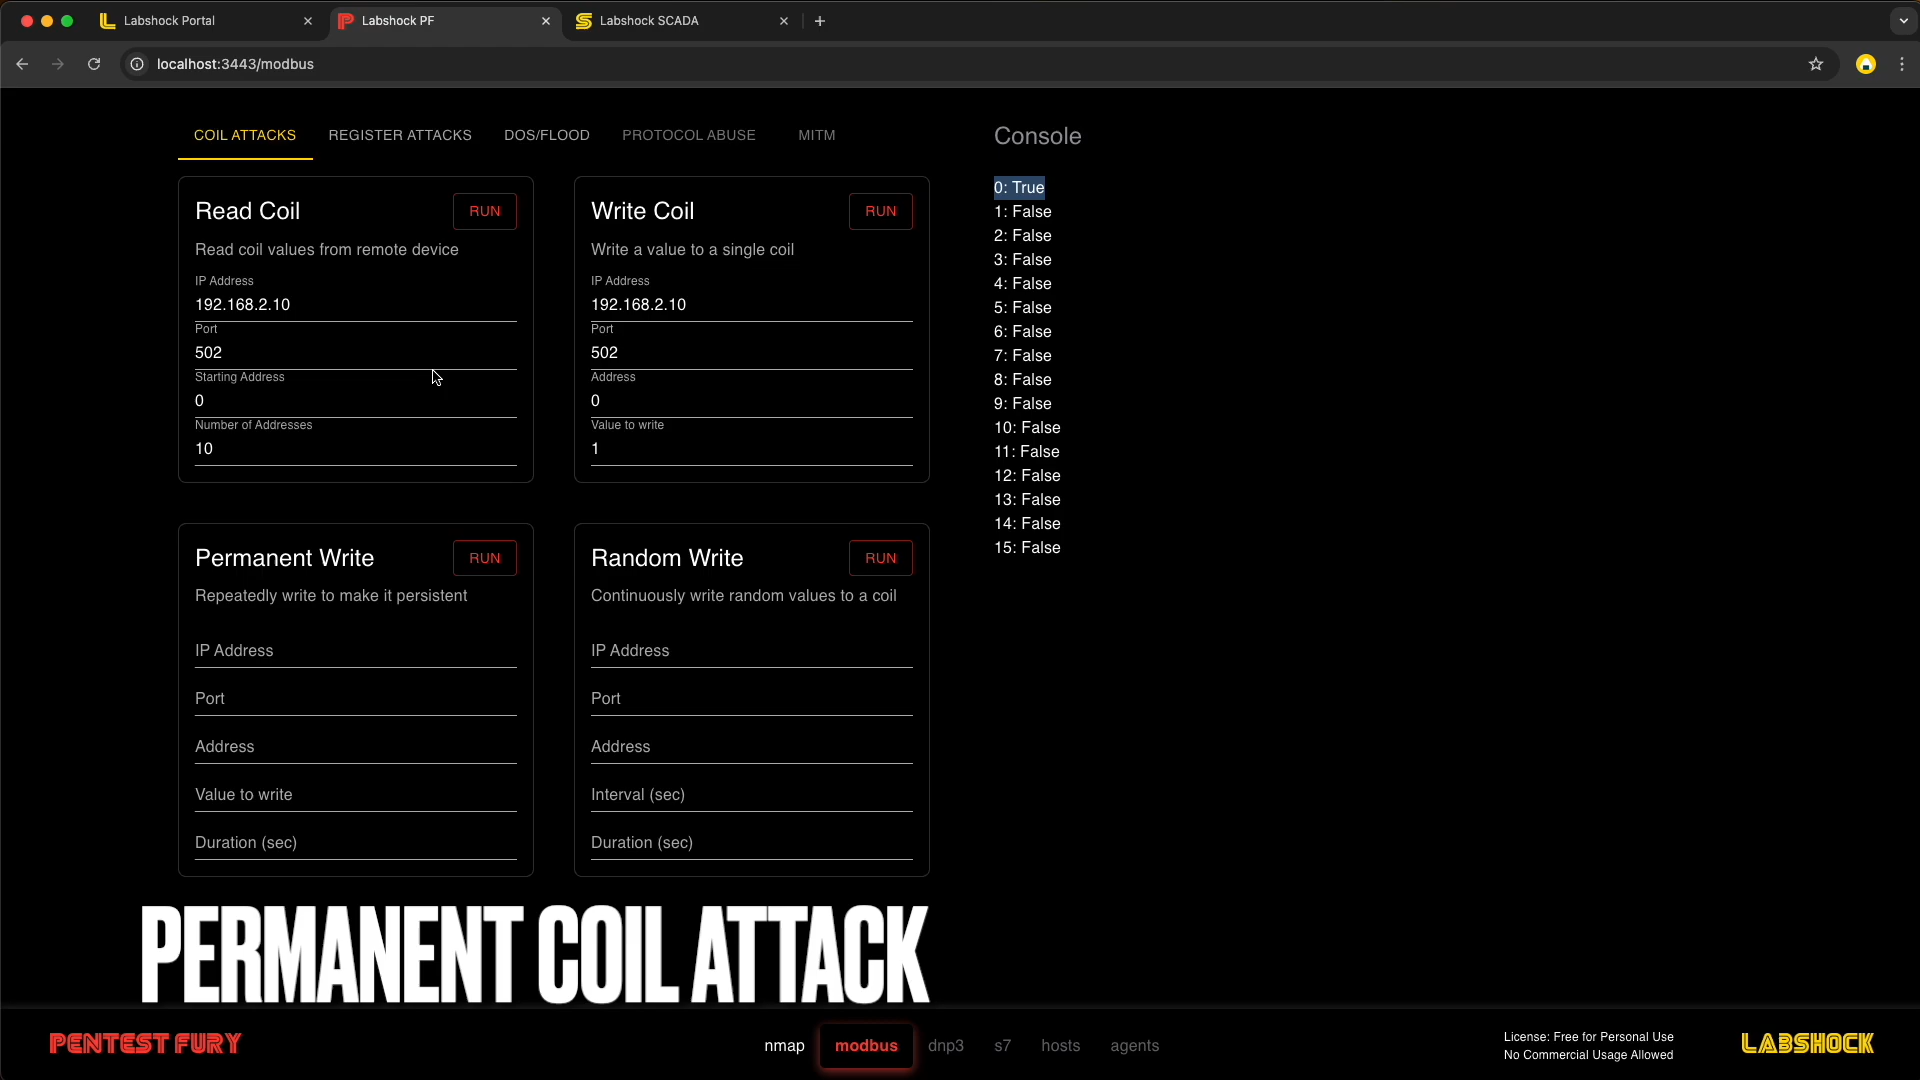 Labshock Portal
Labshock PF
Labshock SCADA
localhost:3443/modbus
COIL ATTACKS
REGISTER ATTACKS
DOS/FLOOD
PROTOCOL ABUSE
MITM
Read Coil
RUN
Read coil values from remote device
IP Address
192.168.2.10
Port
502
Starting Address
0
Number of Addresses
10
Write Coil
RUN
Write a value to a single coil
IP Address
192.168.2.10
Port
502
Address
0
Value to write
1
Permanent Write
RUN
Repeatedly write to make it persistent
IP Address
Port
Address
Value to write
Duration (sec)
Random Write
RUN
Continuously write random values to a coil
IP Address
Port
Address
Interval (sec)
Duration (sec)
Console
0: True
1: False
2: False
3: False
4: False
5: False
6: False
7: False
8: False
9: False
10: False
11: False
12: False
13: False
14: False
15: False
PERMANENT COIL ATTACK
PENTEST FURY
nmap
modbus
dnp3
s7
hosts
agents
License: Free for Personal Use
No Commercial Usage Allowed
LABSHOCK